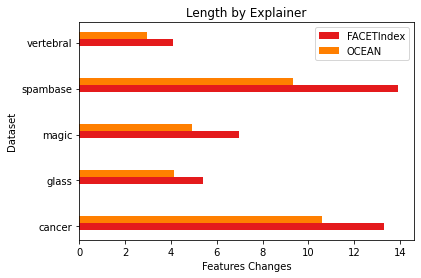 Length by Explainer
FACETIndex
OCEAN
vertebral
spambase
magic
glass
cancer
Dataset
0 2 4 6 8 10 12 14
Features Changes